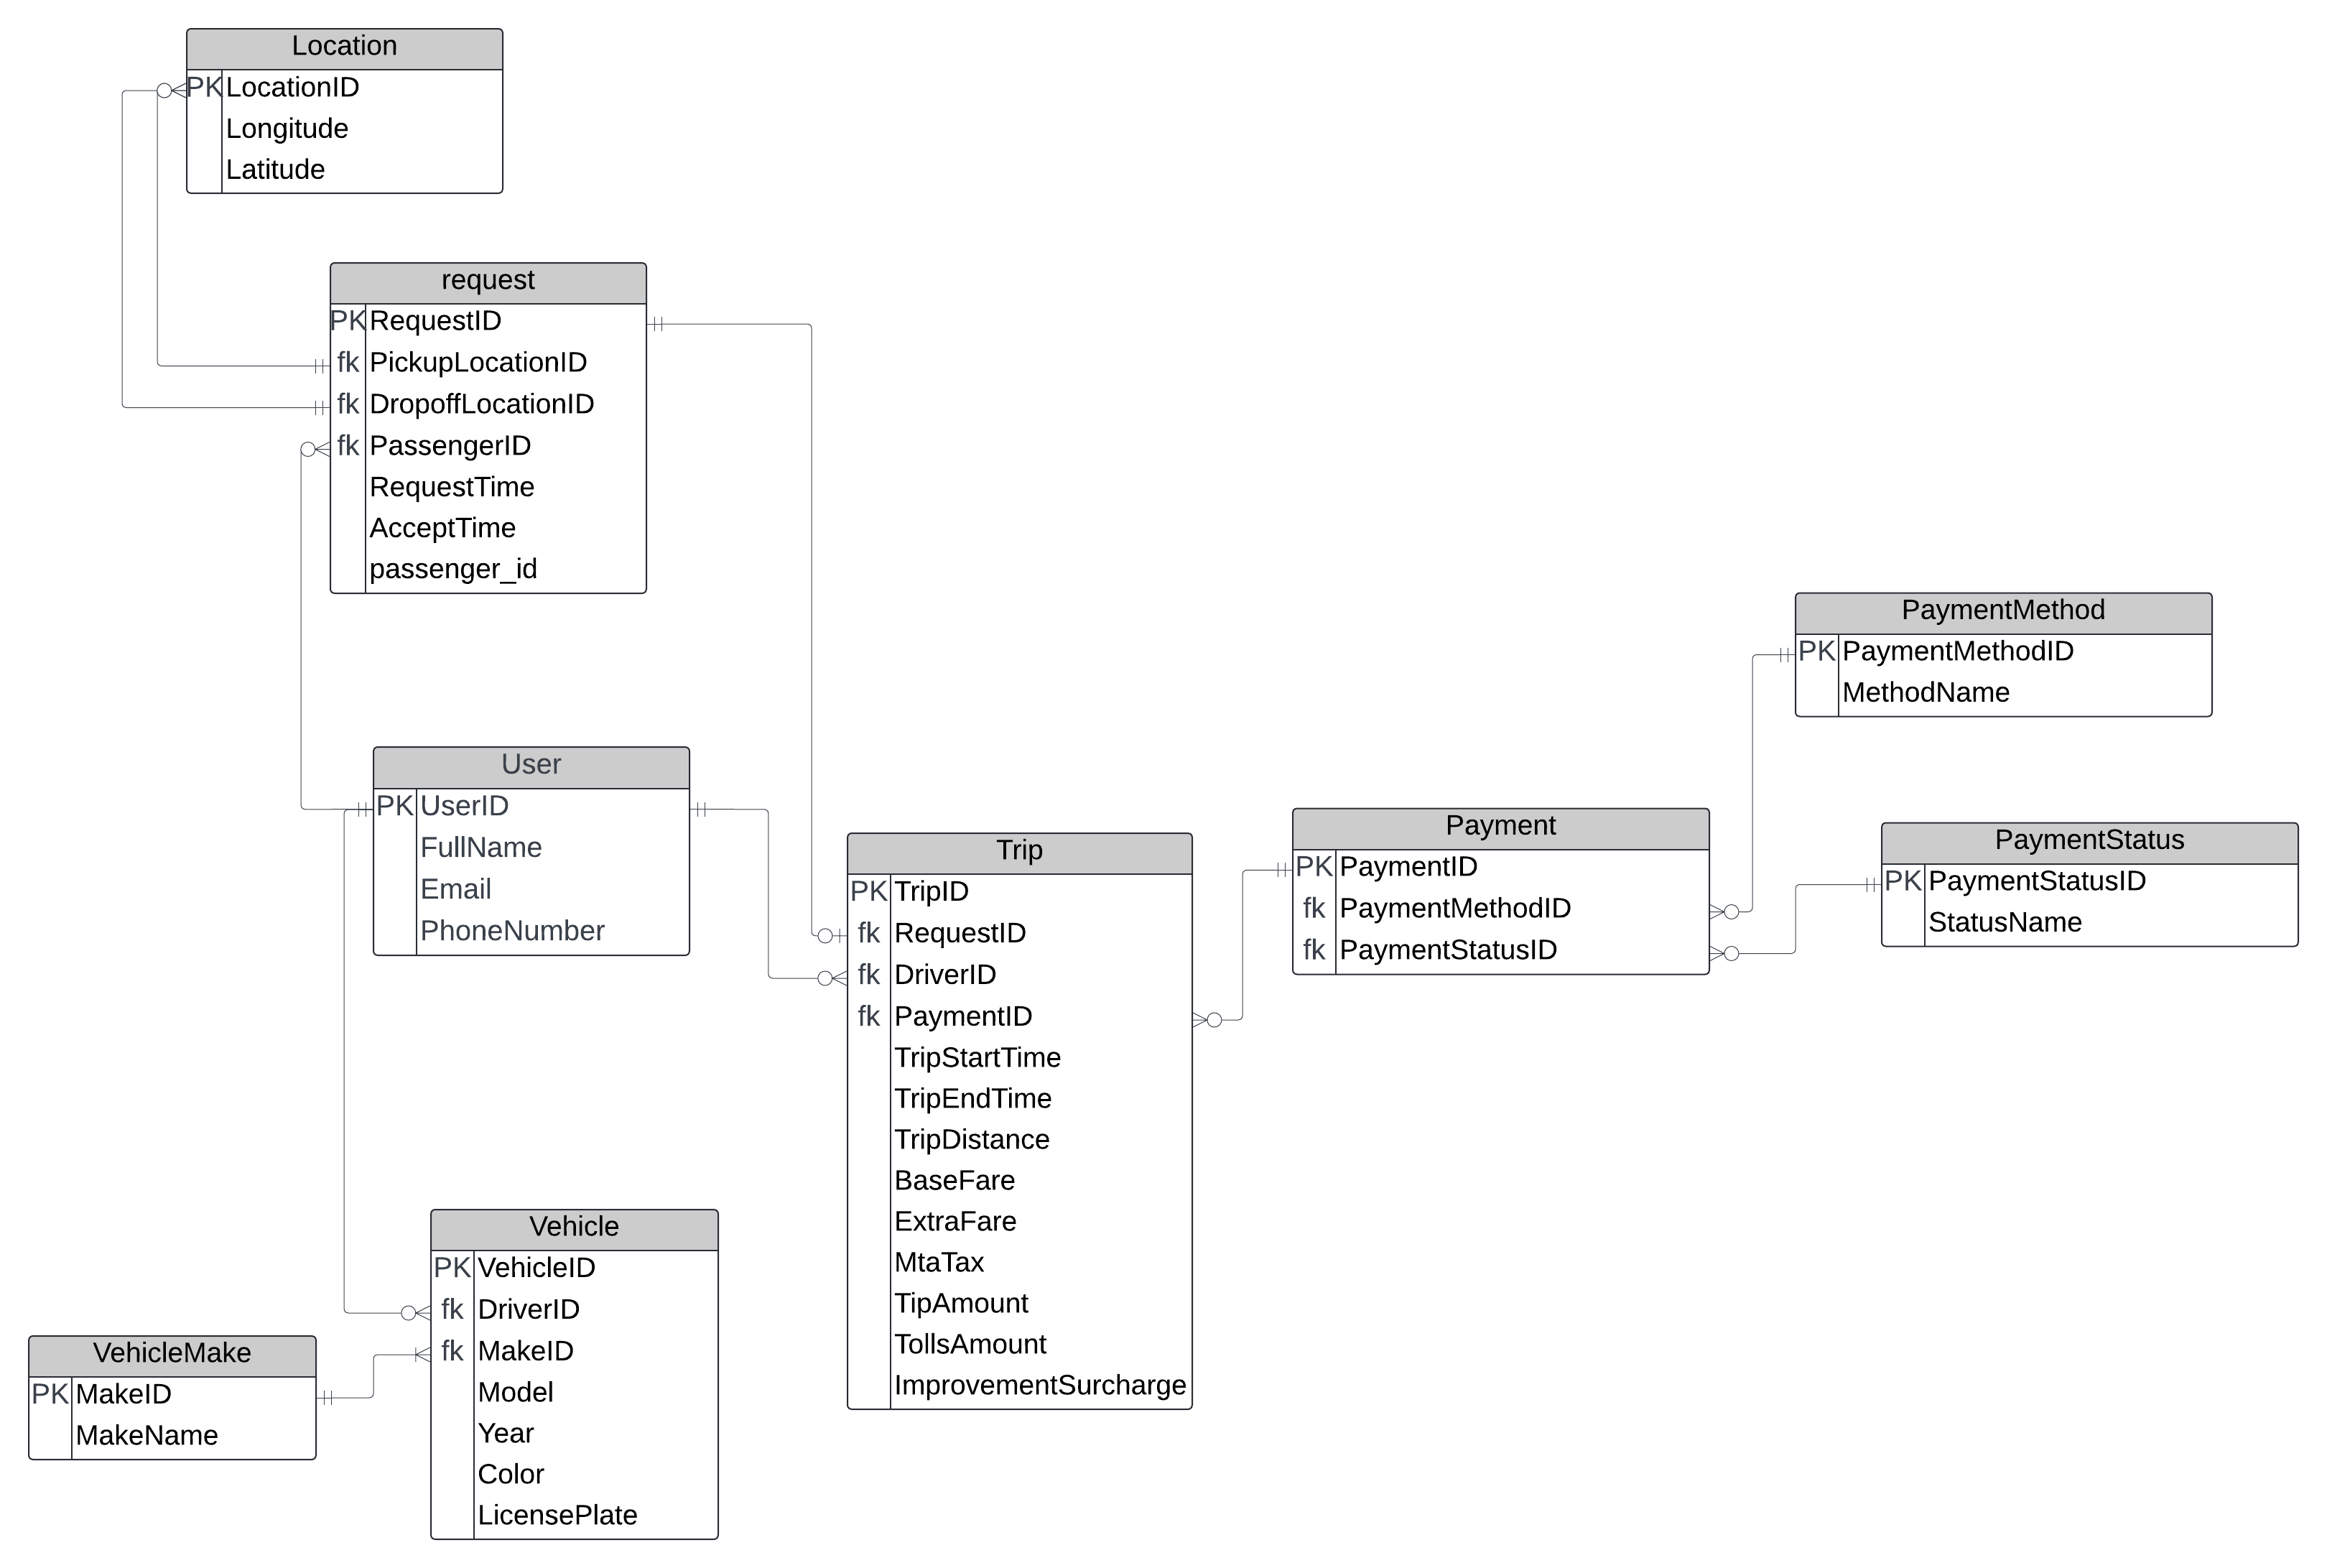 Location
PK LocationID
Longitude
Latitude
request
PK RequestID
fk PickupLocationID
fk DropoffLocationID
fk PassengerID
RequestTime
AcceptTime
passenger_id
User
PK UserID
FullName
Email
PhoneNumber
Vehicle
PK VehicleID
fk DriverID
fk MakeID
Model
Year
Color
LicensePlate
VehicleMake
PK MakeID
MakeName
Trip
PK TripID
fk RequestID
fk DriverID
fk PaymentID
TripStartTime
TripEndTime
TripDistance
BaseFare
ExtraFare
MtaTax
TipAmount
TollsAmount
ImprovementSurcharge
Payment
PK PaymentID
fk PaymentMethodID
fk PaymentStatusID
PaymentMethod
PK PaymentMethodID
MethodName
PaymentStatus
PK PaymentStatusID
StatusName